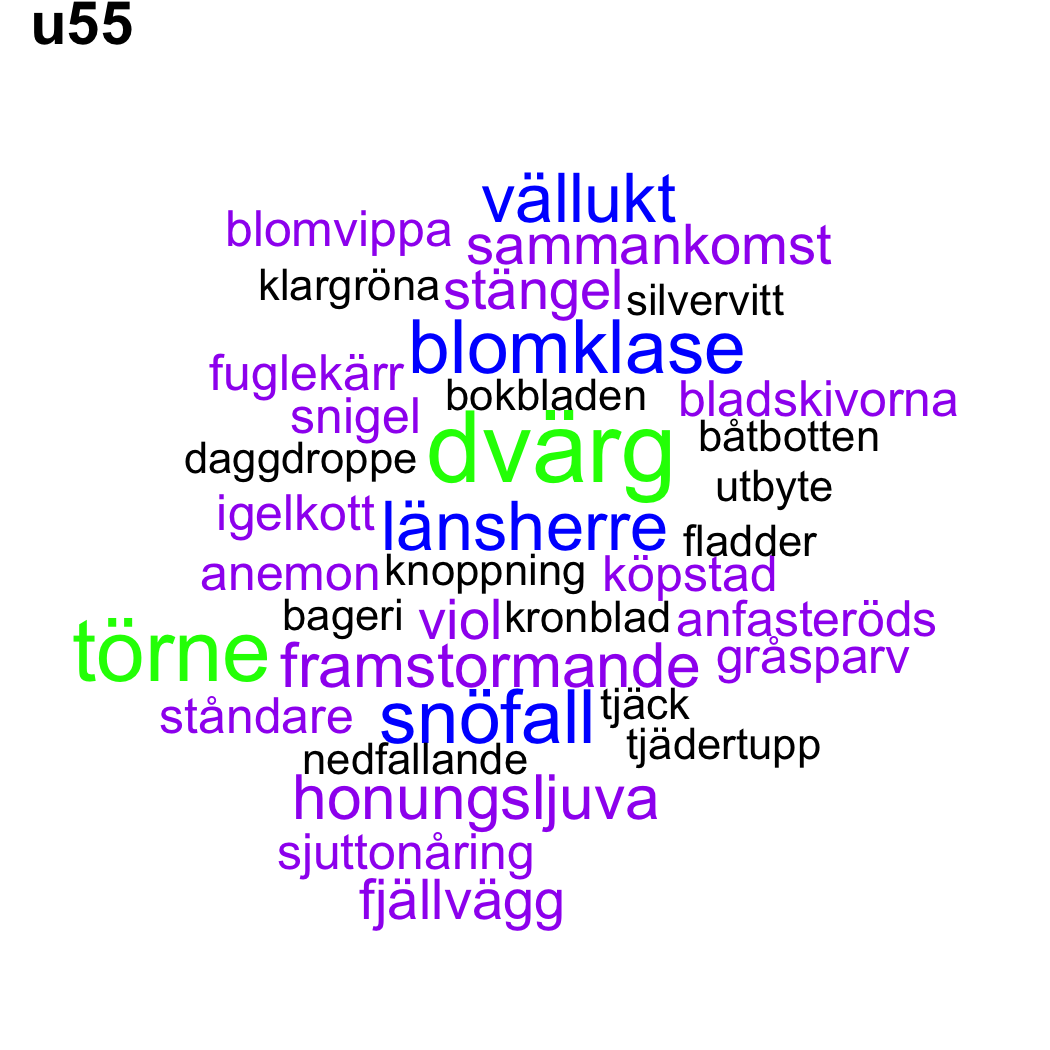 u55
vällukt
blomvippa
sammankomst
klargröna stängel silvervitt
blomklase
fuglekärr
bokbladen bladskivorna
snigel
dvärg båtbotten
daggdroppe
utbyte
igelkott länsherre
fladder
anemon knoppning köpstad
bageri viol kronblad anfasteröds
törne framstormande gråsparv
ståndare snöfall tjäck
tjädertupp
nedfallande
honungsljuva
sjuttonåring
fjällvägg